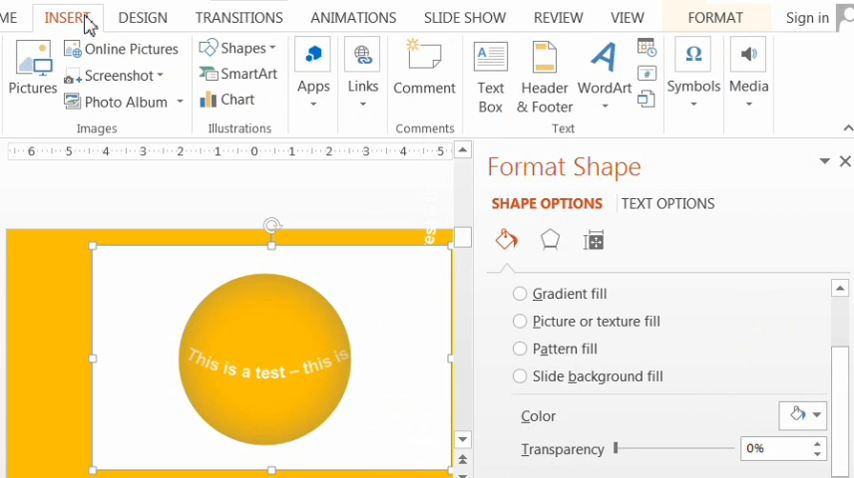 ME INSERT DESIGN TRANSITIONS ANIMATIONS SLIDE SHOW REVIEW VIEW FORMAT Sign in
Pictures
Online Pictures
Screenshot
Photo Album
Images
Shapes
SmartArt
Chart
Illustrations
Apps
Links
Comment
Comments
Text
Box
Header
& Footer
WordArt
Text
Symbols
Media
6 5 4 3 2 1 0 1 2 3 4 5
Format Shape
SHAPE OPTIONS TEXT OPTIONS
Gradient fill
Picture or texture fill
Pattern fill
Slide background fill
Color
Transparency 0%
This is a test – this is
est –